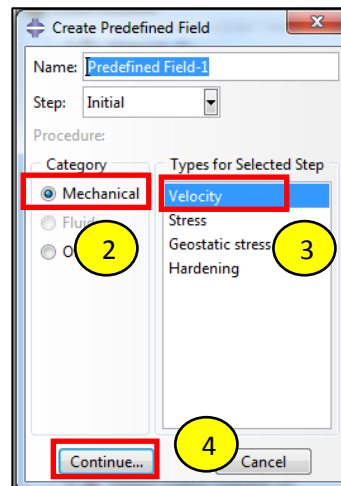 Create Predefined Field
Name: Predefined Field-1
Step: Initial
Procedure:
Category
Types for Selected Step
Mechanical
Velocity
Stress
Geostatic stress
Hardening
2
3
4
Continue...
Cancel